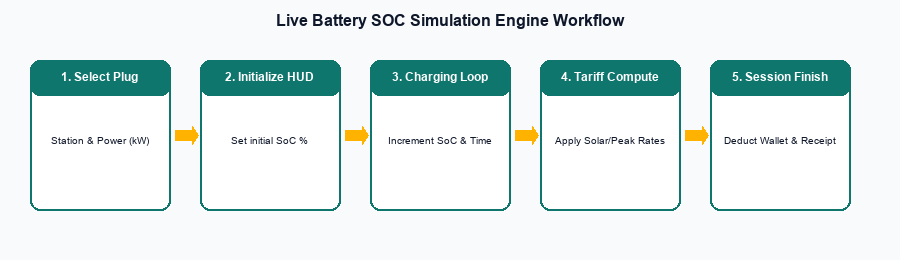 Live Battery SOC Simulation Engine Workflow
1. Select Plug
Station & Power (kW)
2. Initialize HUD
Set initial SoC %
3. Charging Loop
Increment SoC & Time
4. Tariff Compute
Apply Solar/Peak Rates
5. Session Finish
Deduct Wallet & Receipt